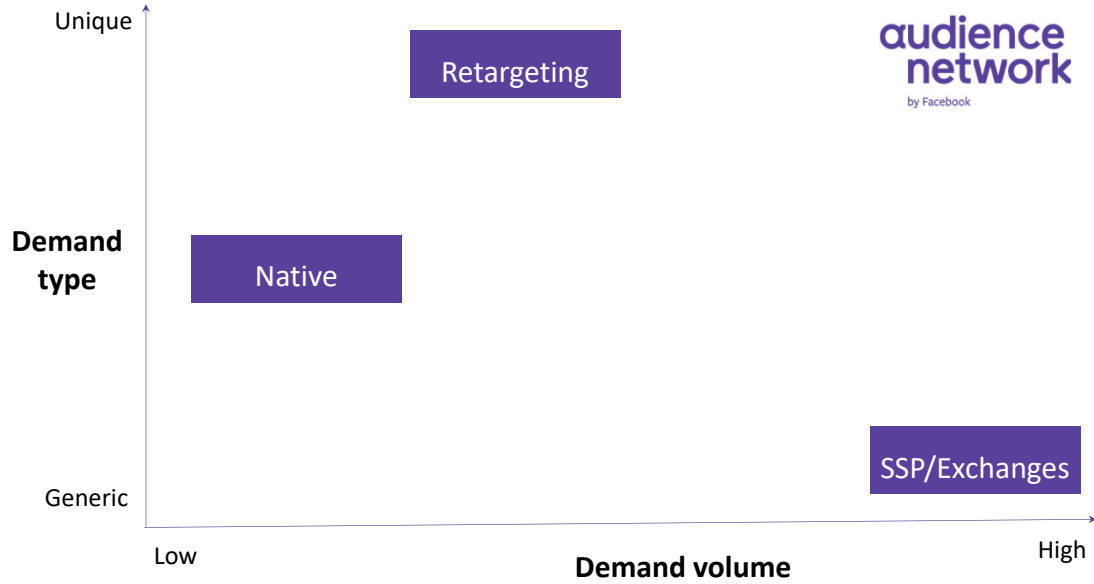 Unique
Retargeting
audience
network
by Facebook
Demand
type
Native
SSP/Exchanges
Generic
Low
High
Demand volume